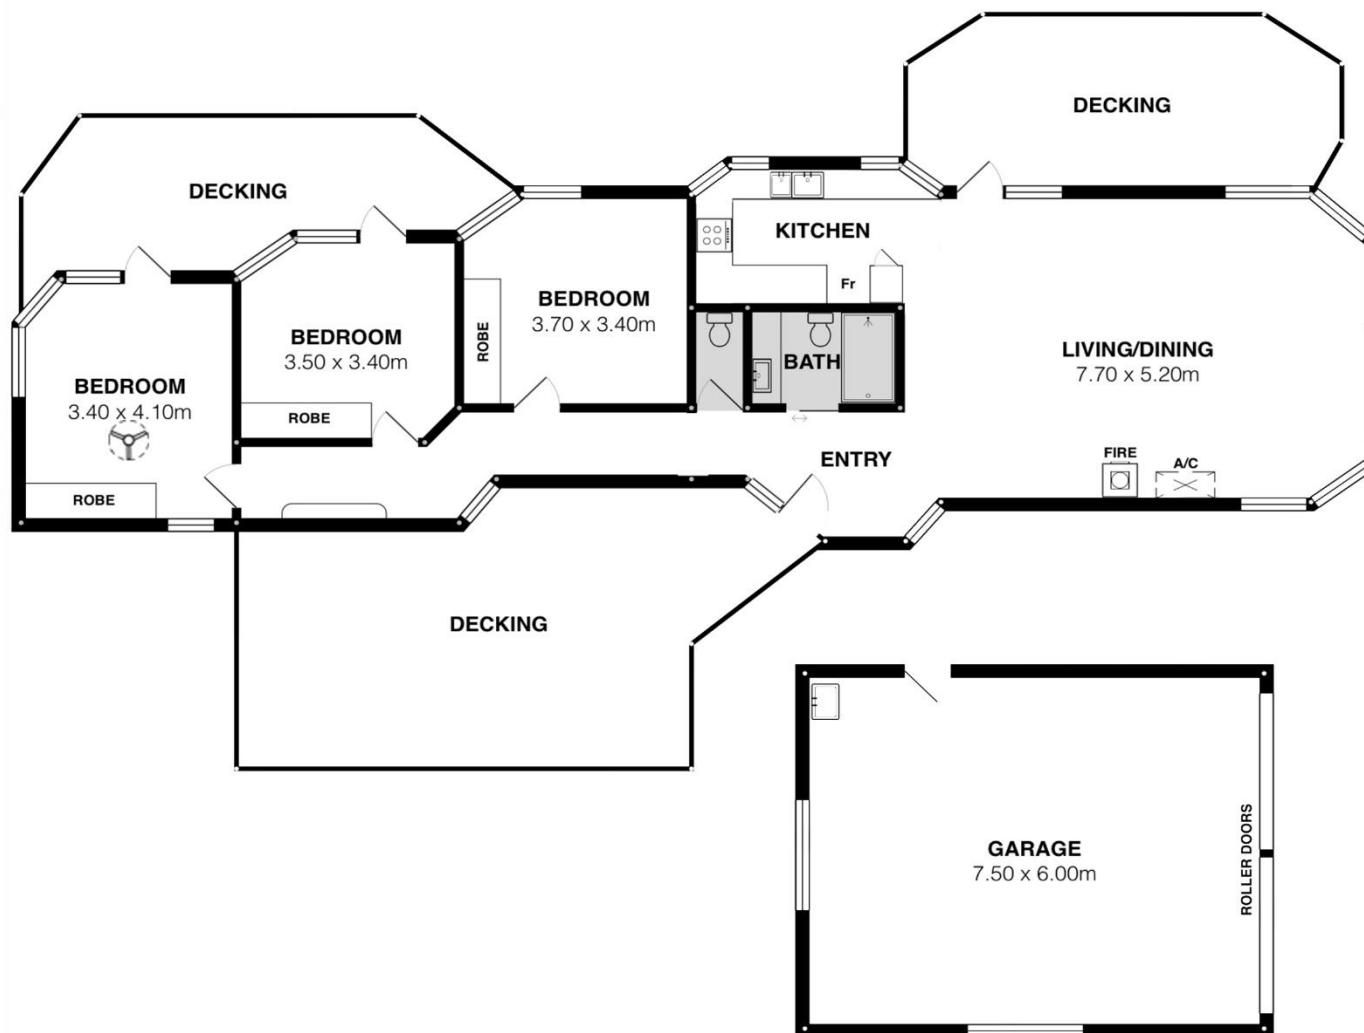 DECKING
DECKING
KITCHEN
Fr
BEDROOM
3.70 x 3.40m
ROBE
BEDROOM
3.50 x 3.40m
ROBE
BEDROOM
3.40 x 4.10m
ROBE
BATH
LIVING/DINING
7.70 x 5.20m
FIRE
A/C
ENTRY
DECKING
GARAGE
7.50 x 6.00m
ROLLER DOORS